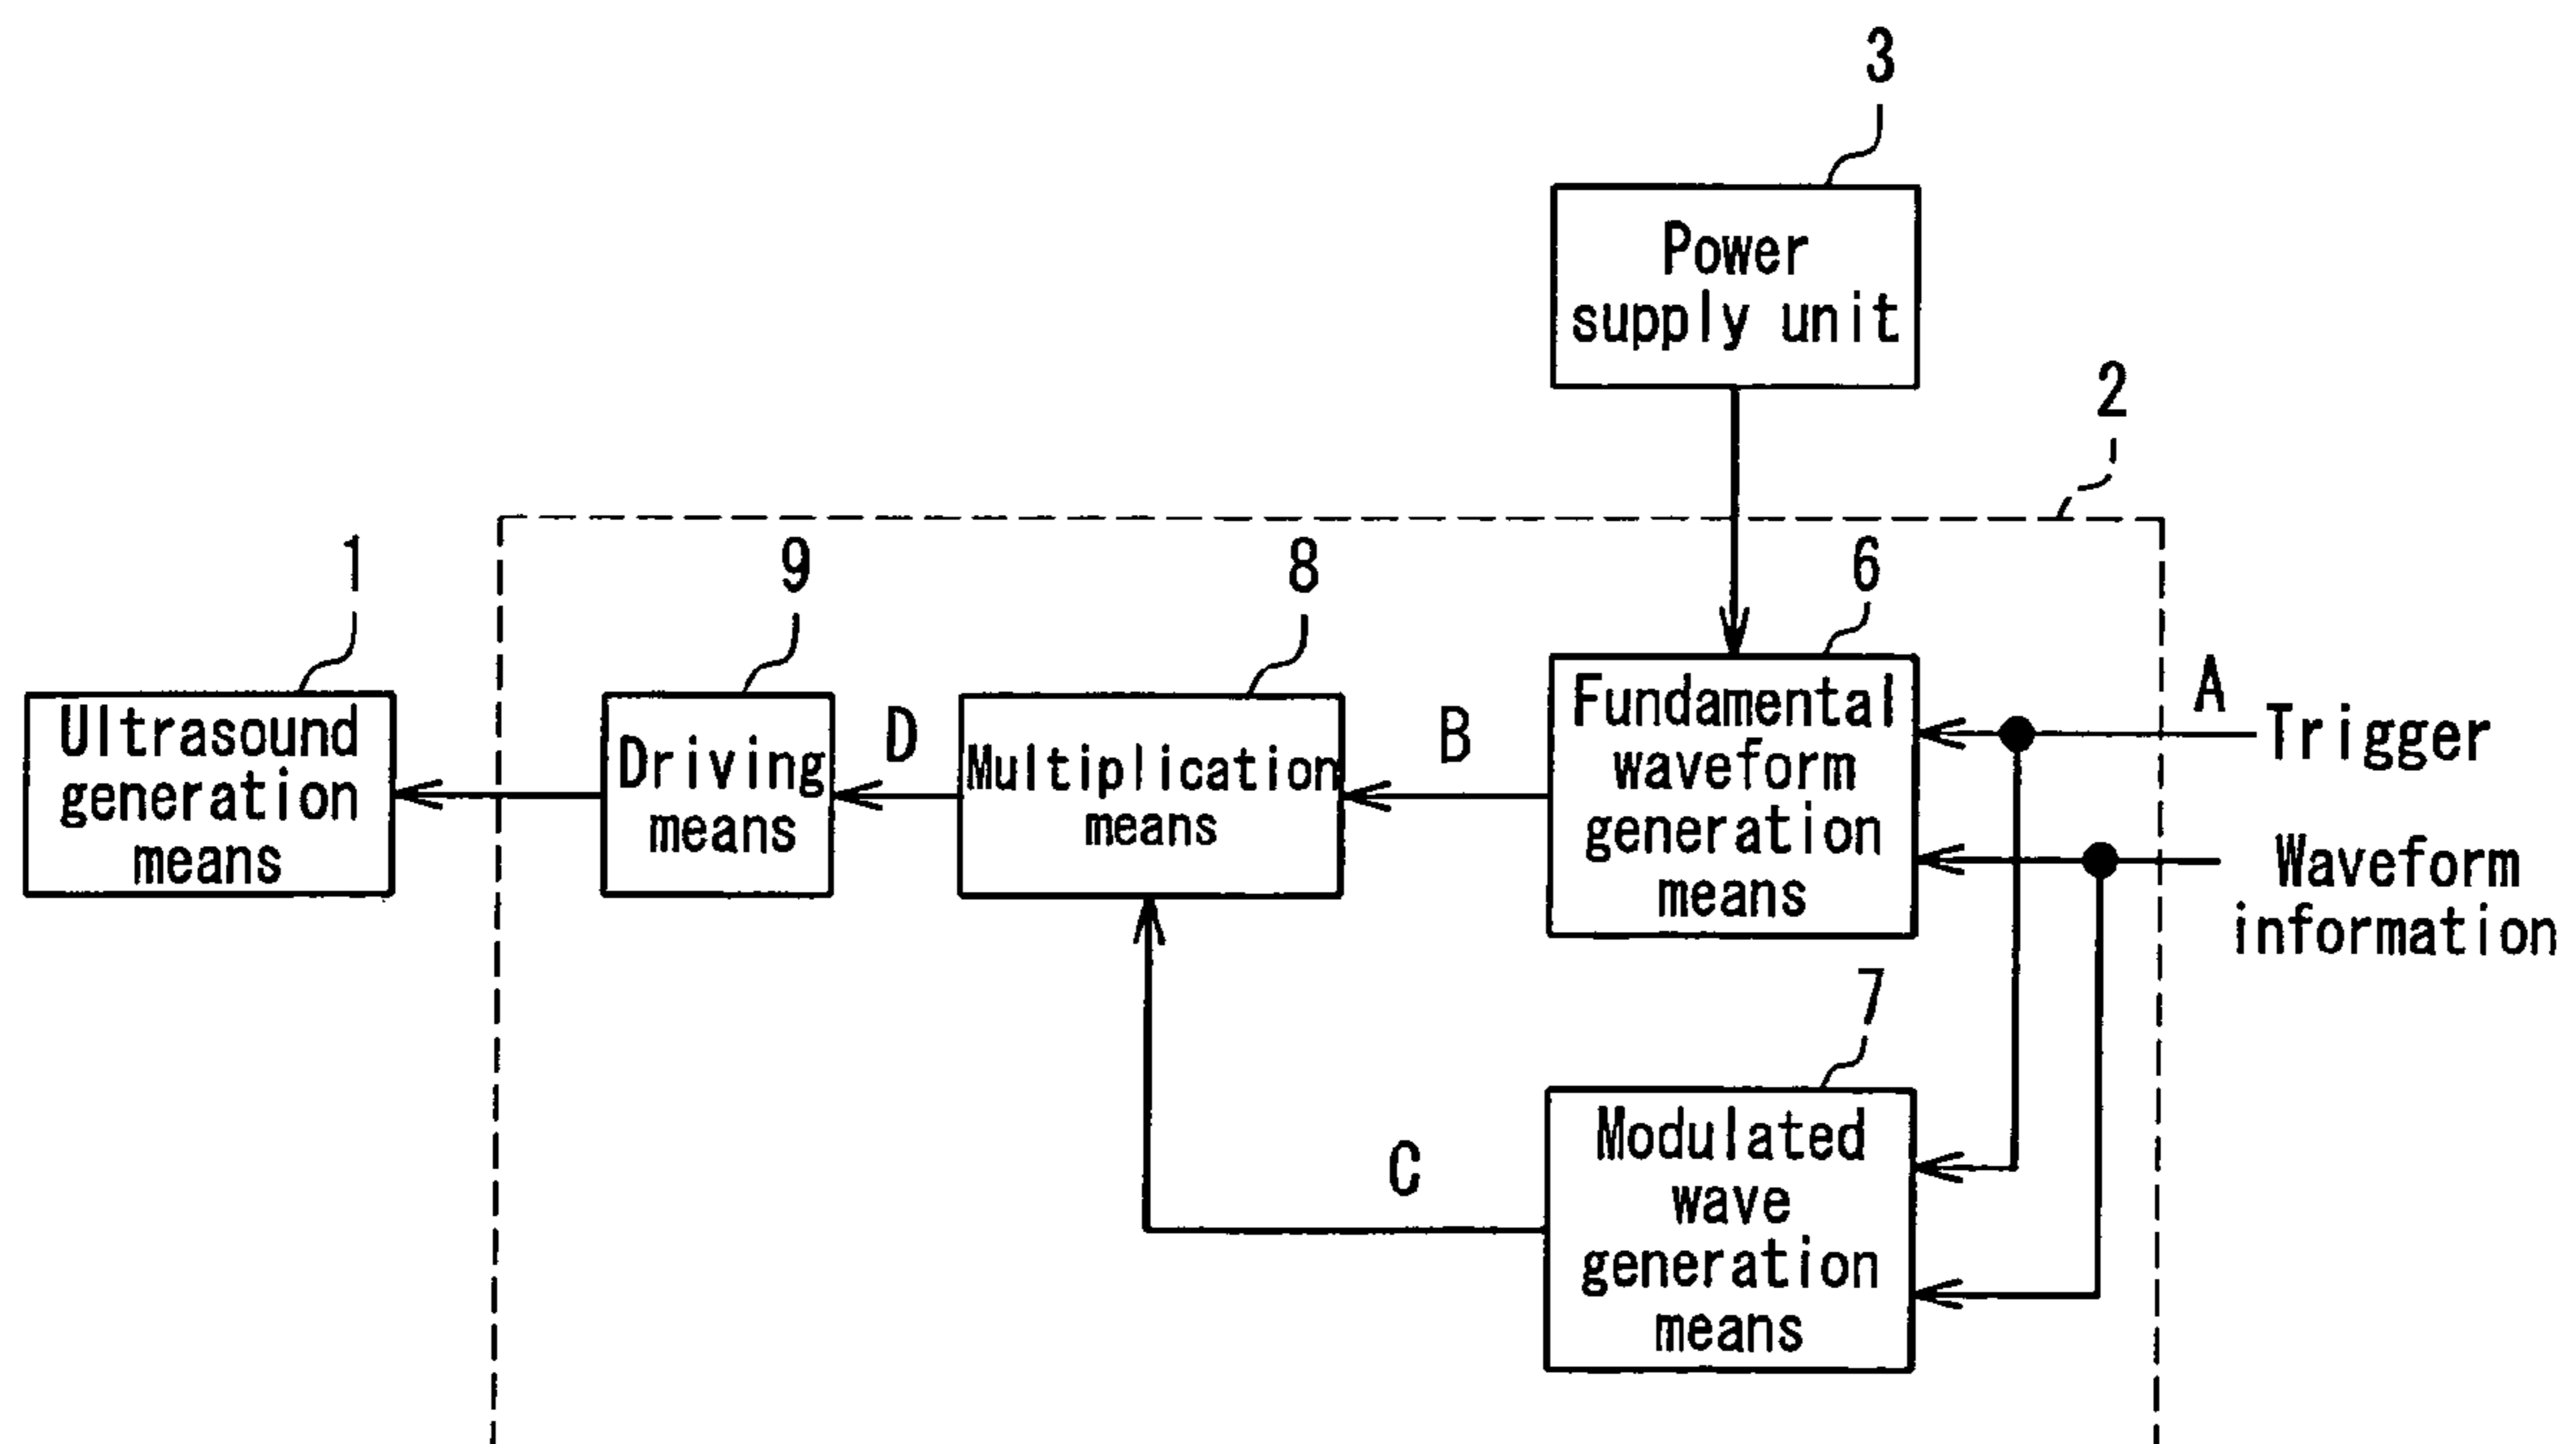 3
Power
supply unit
2
1
9
8
6
Ultrasound
generation
means
Driving
means
D
Multiplication
means
B
Fundamental
waveform
generation
means
A
Trigger
Waveform
information
7
Modulated
wave
generation
means
C